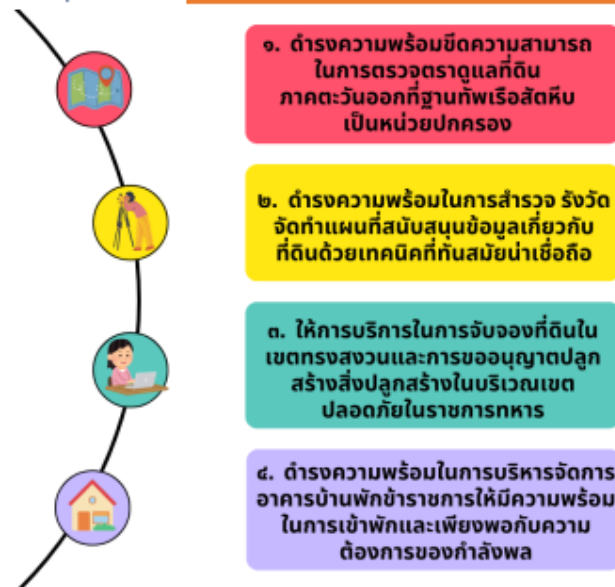 ๑. ดำรงความพร้อมขีดความสามารถ
ในการตรวจตราดูแลที่ดิน
ภาคตะวันออกที่ฐานทัพเรือสัตหีบ
เป็นหน่วยปกครอง
๒. ดำรงความพร้อมในการสำรวจ รังวัด
จัดทำแผนที่สนับสนุนข้อมูลเกี่ยวกับ
ที่ดินด้วยเทคนิคที่ทันสมัยน่าเชื่อถือ
๓. ให้การบริการในการจับจองที่ดินใน
เขตทรงสงวนและการขออนุญาตปลูก
สร้างสิ่งปลูกสร้างในบริเวณเขต
ปลอดภัยในราชการทหาร
๔. ดำรงความพร้อมในการบริหารจัดการ
อาคารบ้านพักข้าราชการให้มีความพร้อม
ในการเข้าพักและเพียงพอกับความ
ต้องการของกำลังพล